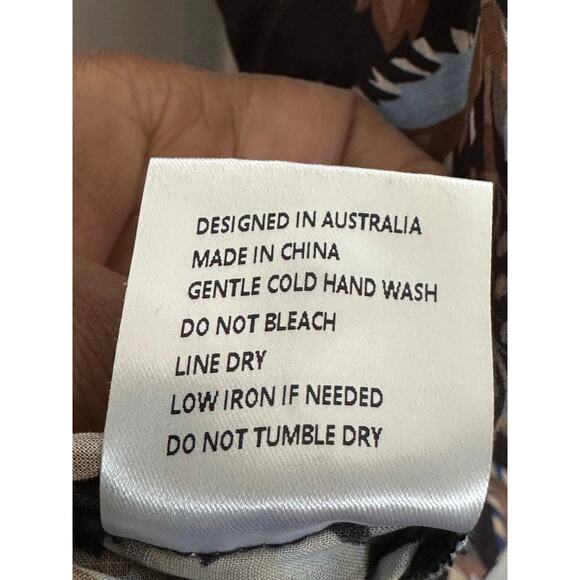 DESIGNED IN AUSTRALIA
MADE IN CHINA
GENTLE COLD HAND WASH
DO NOT BLEACH
LINE DRY
LOW IRON IF NEEDED
DO NOT TUMBLE DRY